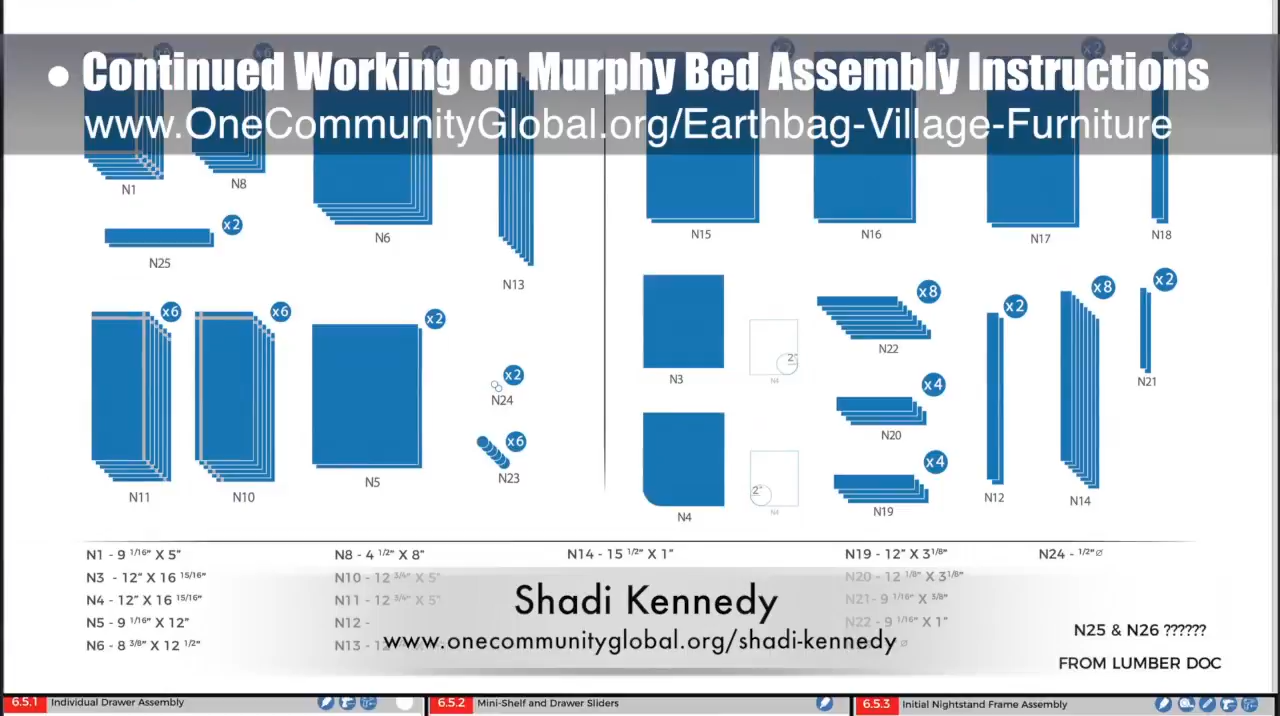 • Continued Working on Murphy Bed Assembly Instructions
www.OneCommunityGlobal.org/Earthbag-Village-Furniture
N1
N8
N6
N13
N15
N16
N17
N18
x2
N25
x6
N11
x6
N10
x2
N5
x2
N24
x6
N23
N3
2"
N4
x8
N22
x2
N12
x8
N14
x2
N21
x4
N20
N4
2"
N4
x4
N19
N1 - 9 1/16" X 5"
N3 - 12" X 16 15/16"
N4 - 12" X 16 15/16"
N5 - 9 1/16" X 12"
N6 - 8 3/8" X 12 1/2"
N8 - 4 1/2" X 8"
N10 - 12 3/4" X 5"
N11 - 12 3/4" X 5"
N12 -
N13 - 12
N14 - 15 1/2" X 1"
N19 - 12" X 3 1/8"
N20 - 12 1/8" X 3 1/8"
N21 - 9 1/16" X 3/8"
N22 - 9 1/16" X 1"
N24 - 1/2" ⌀
Shadi Kennedy
www.onecommunityglobal.org/shadi-kennedy
N25 & N26 ??????
FROM LUMBER DOC
6.5.1 Individual Drawer Assembly
6.5.2 Mini-Shelf and Drawer Sliders
6.5.3 Initial Nightstand Frame Assembly